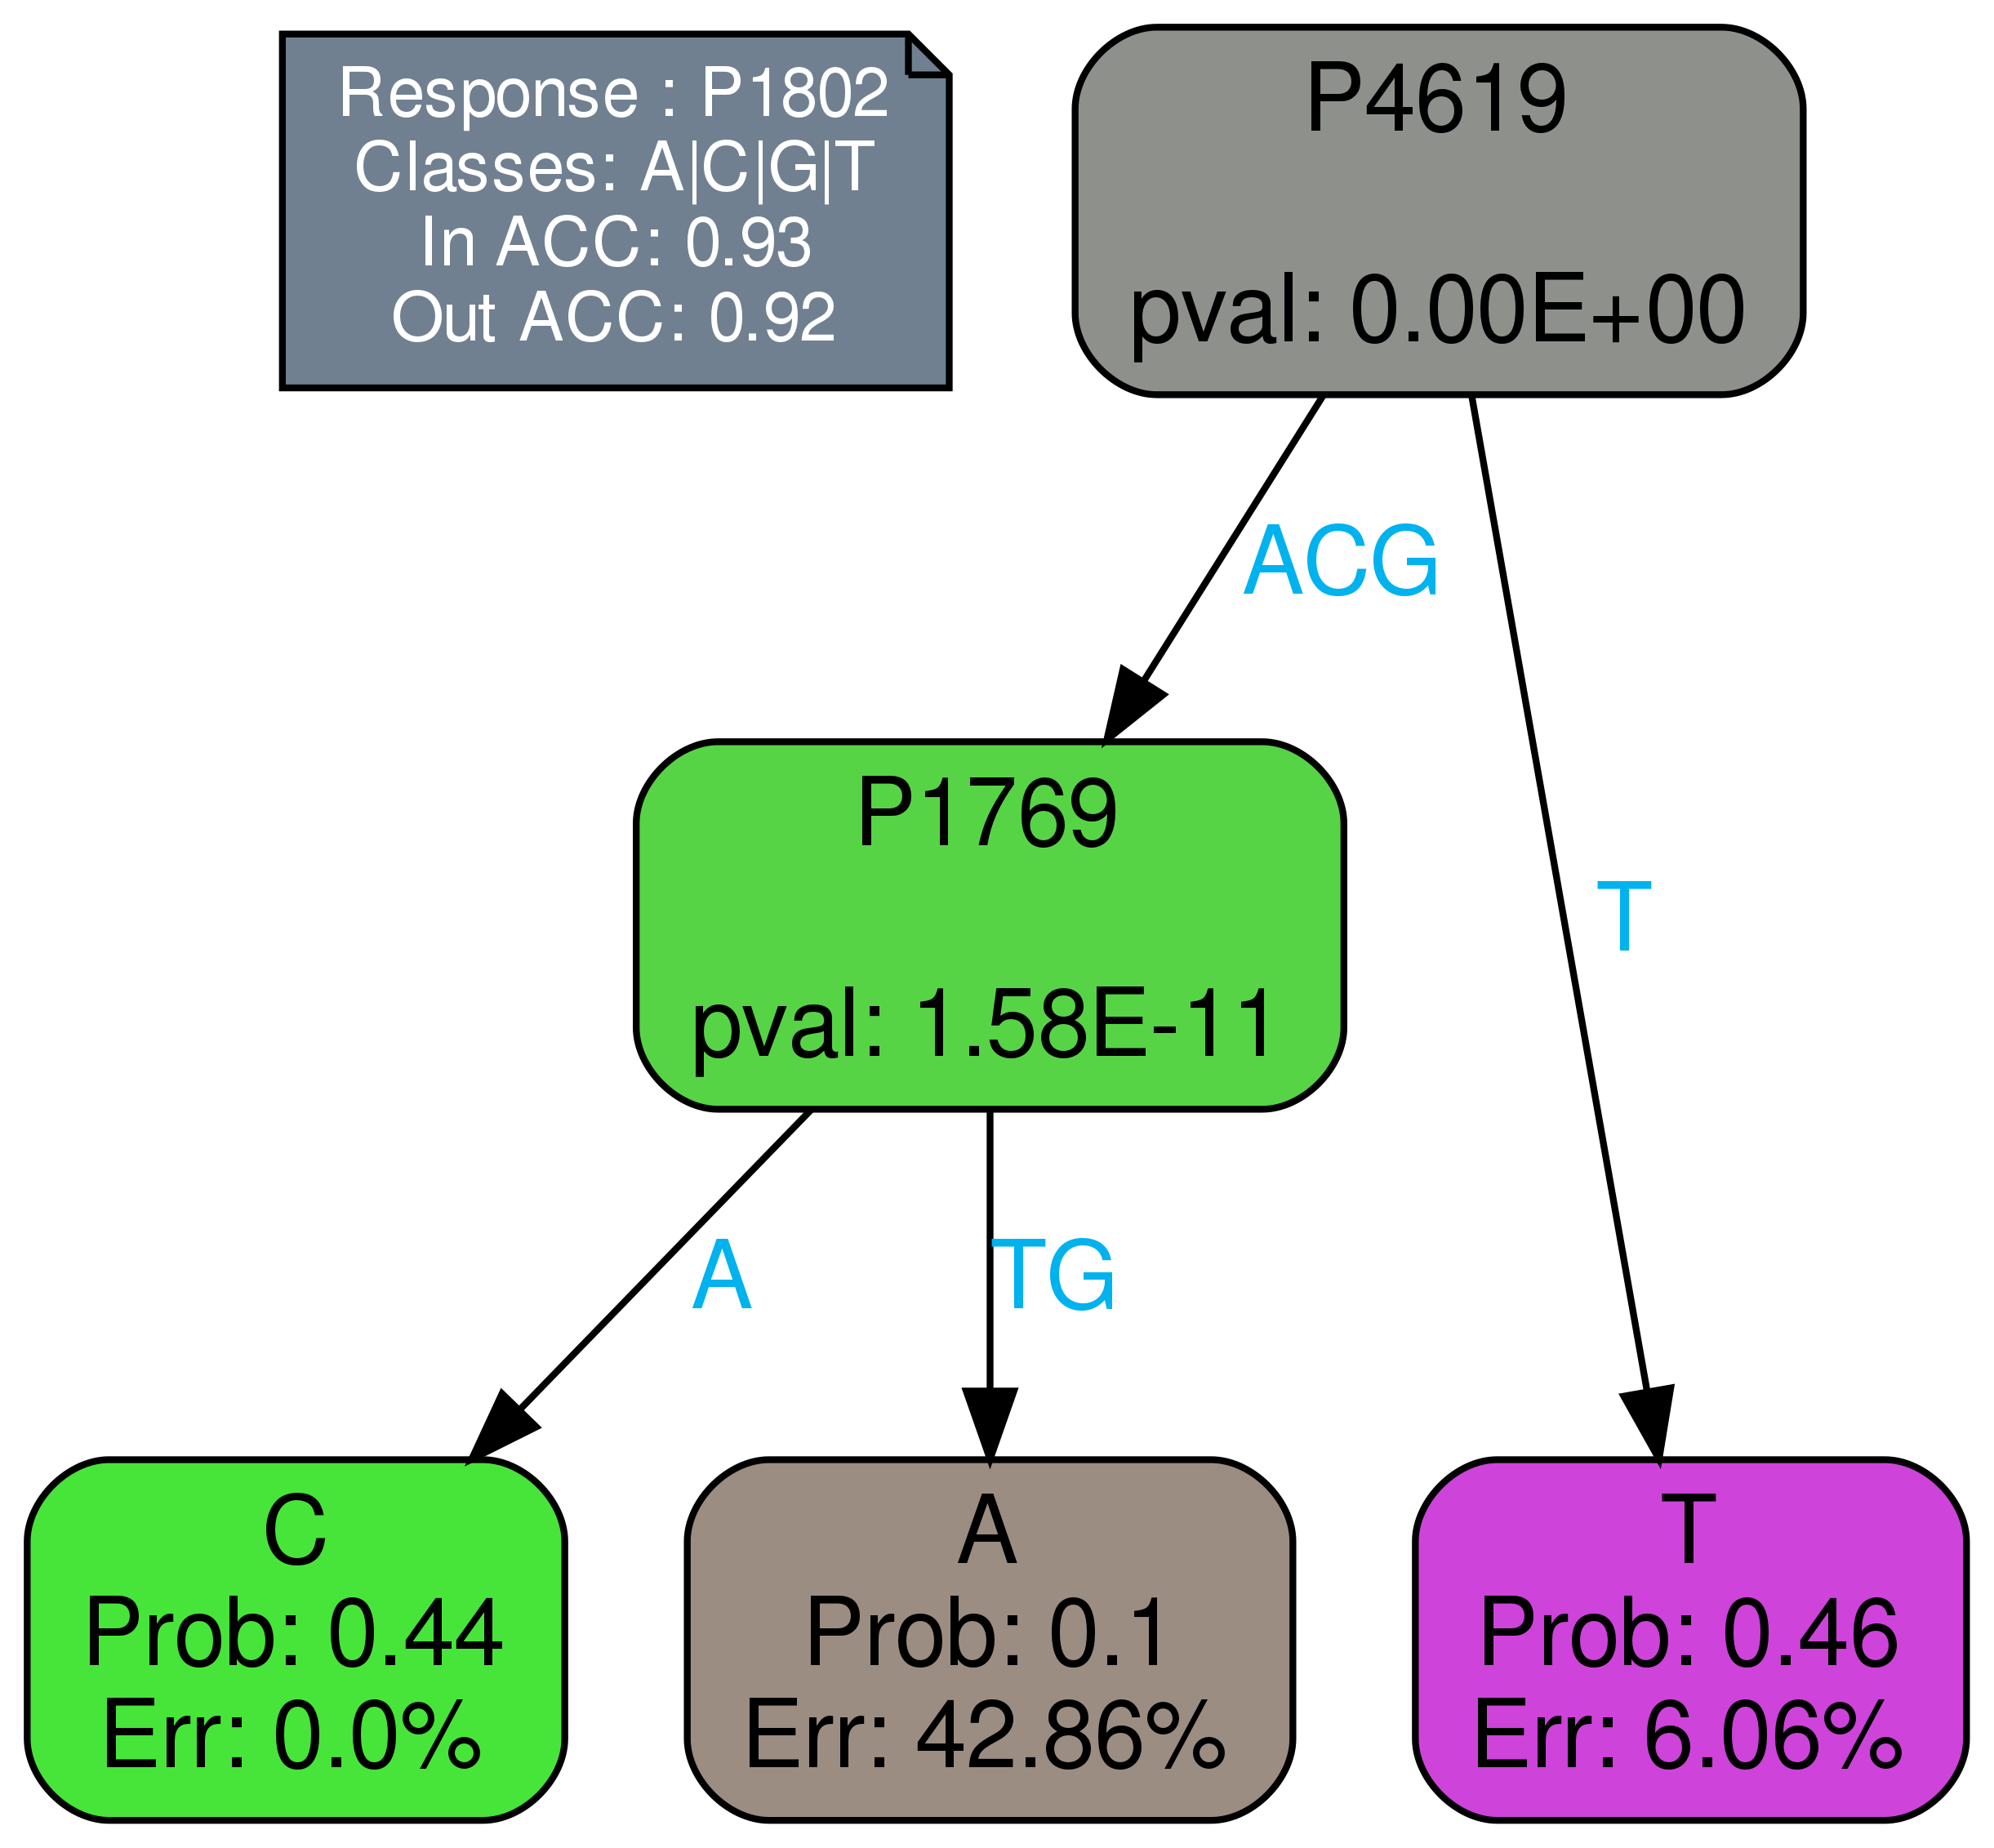 Response : P1802
Classes: A|C|G|T
In ACC: 0.93
Out ACC: 0.92
P4619
pval: 0.00E+00
ACG
P1769
pval: 1.58E-11
T
A
TG
C
Prob: 0.44
Err: 0.0%
A
Prob: 0.1
Err: 42.86%
T
Prob: 0.46
Err: 6.06%